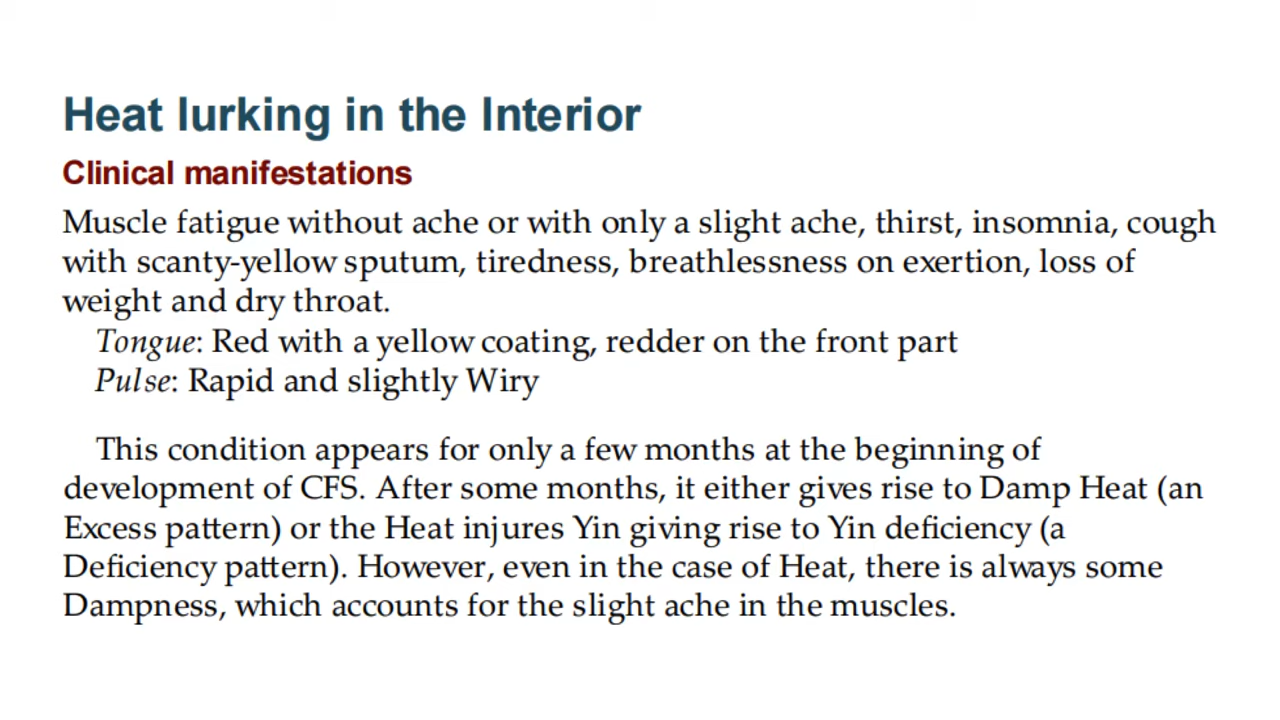 Heat lurking in the Interior
Clinical manifestations
Muscle fatigue without ache or with only a slight ache, thirst, insomnia, cough
with scanty-yellow sputum, tiredness, breathlessness on exertion, loss of
weight and dry throat.
Tongue: Red with a yellow coating, redder on the front part
Pulse: Rapid and slightly Wiry
This condition appears for only a few months at the beginning of
development of CFS. After some months, it either gives rise to Damp Heat (an
Excess pattern) or the Heat injures Yin giving rise to Yin deficiency (a
Deficiency pattern). However, even in the case of Heat, there is always some
Dampness, which accounts for the slight ache in the muscles.